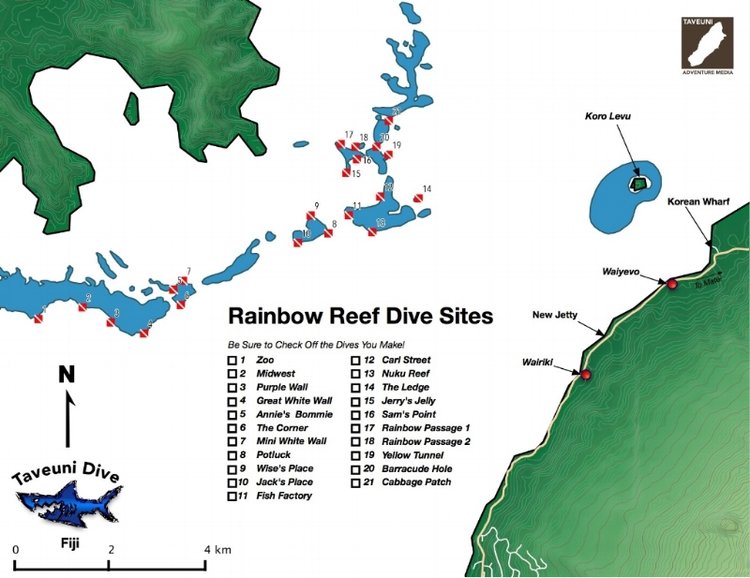 TAVEUNI
ADVENTURE MEDIA
Koro Levu
Korean Wharf
Waiyevo
New Jetty
Wairiki
21
17
18
20
19
16
15
12
14
9
11
8
13
10
7
5
6
2
1
3
4
Rainbow Reef Dive Sites
Be Sure to Check Off the Dives You Make!
1 Zoo
2 Midwest
3 Purple Wall
4 Great White Wall
5 Annie's Bommie
6 The Corner
7 Mini White Wall
8 Potluck
9 Wise's Place
10 Jack's Place
11 Fish Factory
12 Carl Street
13 Nuku Reef
14 The Ledge
15 Jerry's Jelly
16 Sam's Point
17 Rainbow Passage 1
18 Rainbow Passage 2
19 Yellow Tunnel
20 Barracude Hole
21 Cabbage Patch
N
Taveuni Dive
Fiji
0 2 4 km